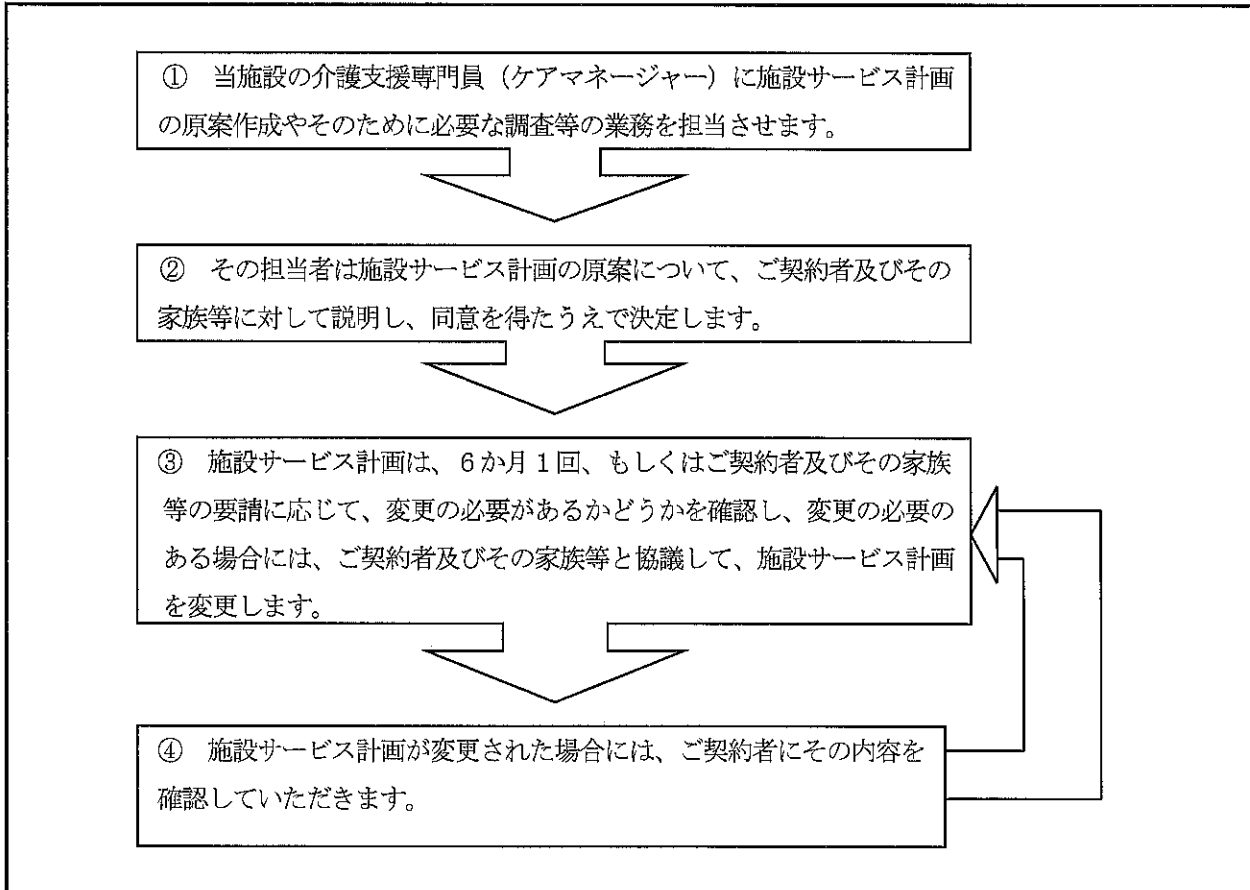 ① 当施設の介護支援専門員（ケアマネージャー）に施設サービス計画
の原案作成やそのために必要な調査等の業務を担当させます。
② その担当者は施設サービス計画の原案について、ご契約者及びその
家族等に対して説明し、同意を得たうえで決定します。
③ 施設サービス計画は、６か月１回、もしくはご契約者及びその家族
等の要請に応じて、変更の必要があるかどうかを確認し、変更の必要の
ある場合には、ご契約者及びその家族等と協議して、施設サービス計画
を変更します。
④ 施設サービス計画が変更された場合には、ご契約者にその内容を
確認していただきます。